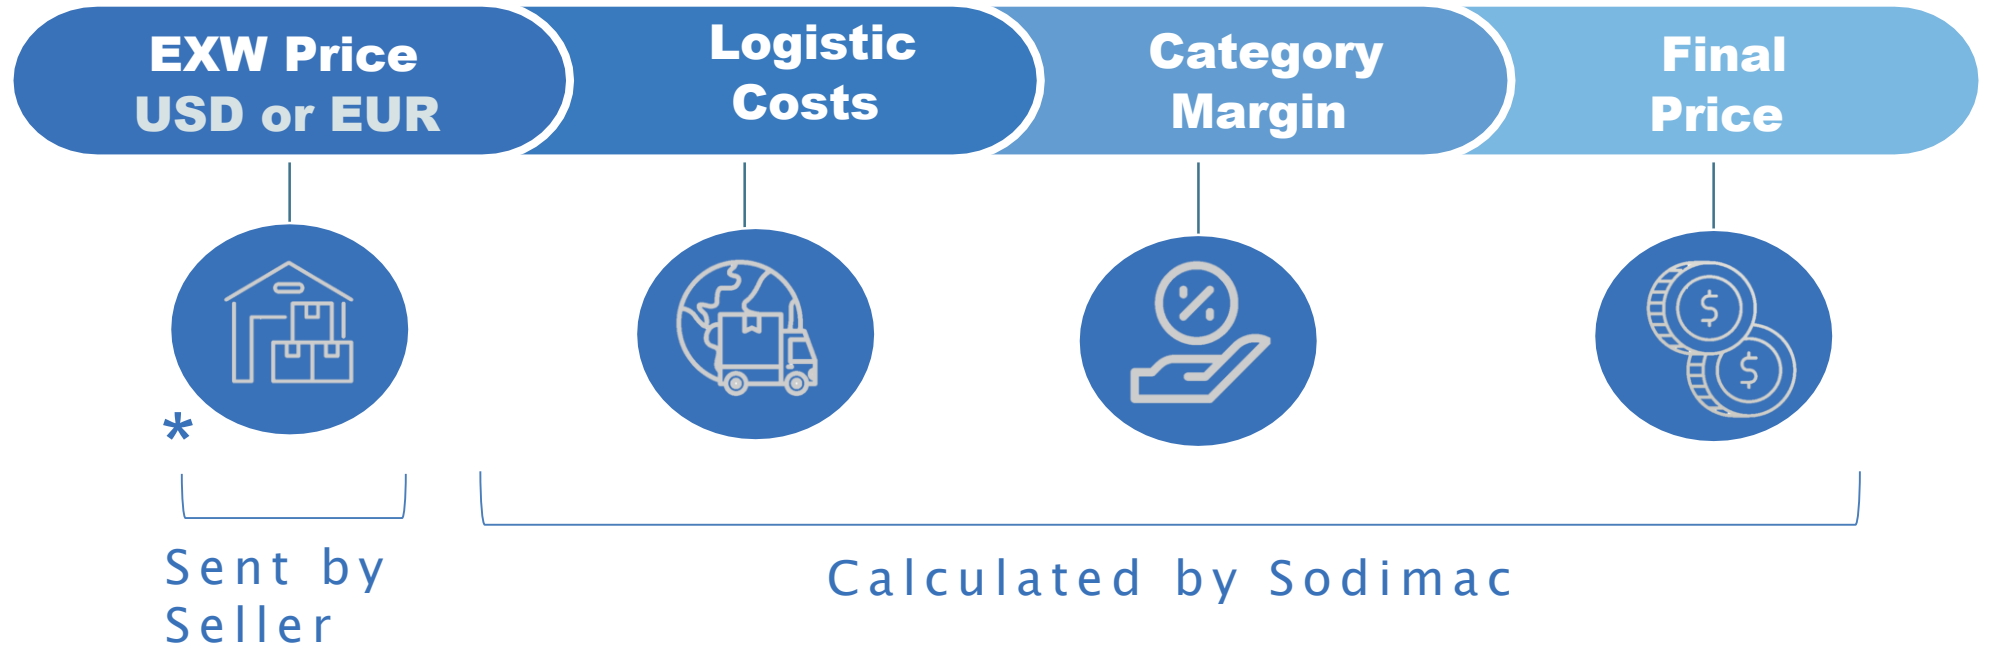 EXW Price
USD or EUR
Logistic
Costs
Category
Margin
Final
Price
%
$
$
*
Sent by
Seller
Calculated by Sodimac